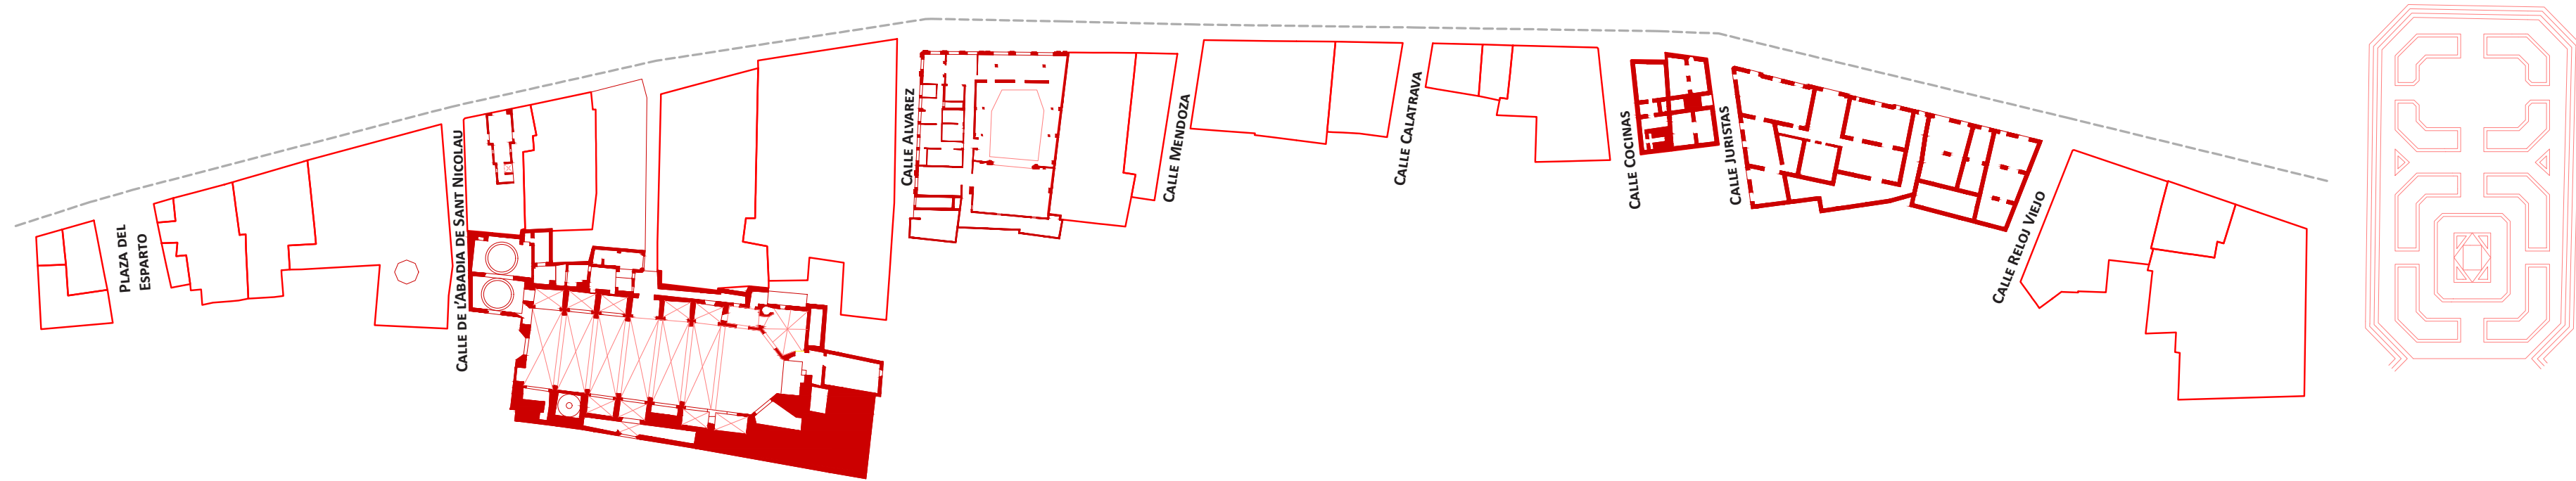 PLAZA DEL
ESPARTO
CALLE DE L'ABADIA DE SANT NICOLAU
CALLE ALVAREZ
CALLE MENDOZA
CALLE CALATRAVA
CALLE COCINAS
CALLE JURISTAS
CALLE RELOJ VIEJO